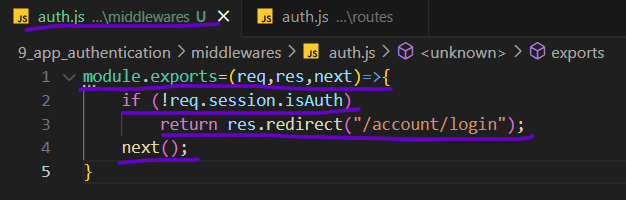 JS auth.js ...\middlewares U × JS auth.js ...\routes
9_app_authentication > middlewares > JS auth.js > <unknown> > exports
1 module.exports=(req,res,next)=>{
2 if (!req.session.isAuth)
3 return res.redirect("/account/login");
4 next();
5 }